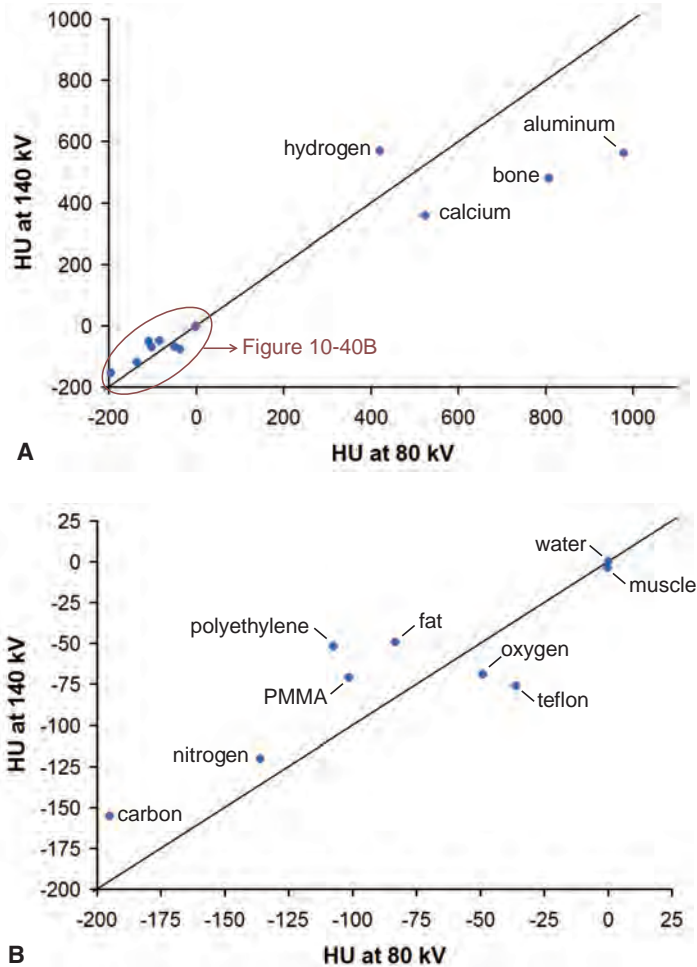 1000
800
600
400
200
0
-200
HU at 140 kV
hydrogen
aluminum
bone
calcium
Figure 10-40B
-200 0 200 400 600 800 1000
A
HU at 80 kV
25
0
-25
-50
-75
-100
-125
-150
-175
-200
HU at 140 kV
water
muscle
polyethylene
fat
oxygen
PMMA
teflon
nitrogen
carbon
-200 -175 -150 -125 -100 -75 -50 -25 0 25
B
HU at 80 kV